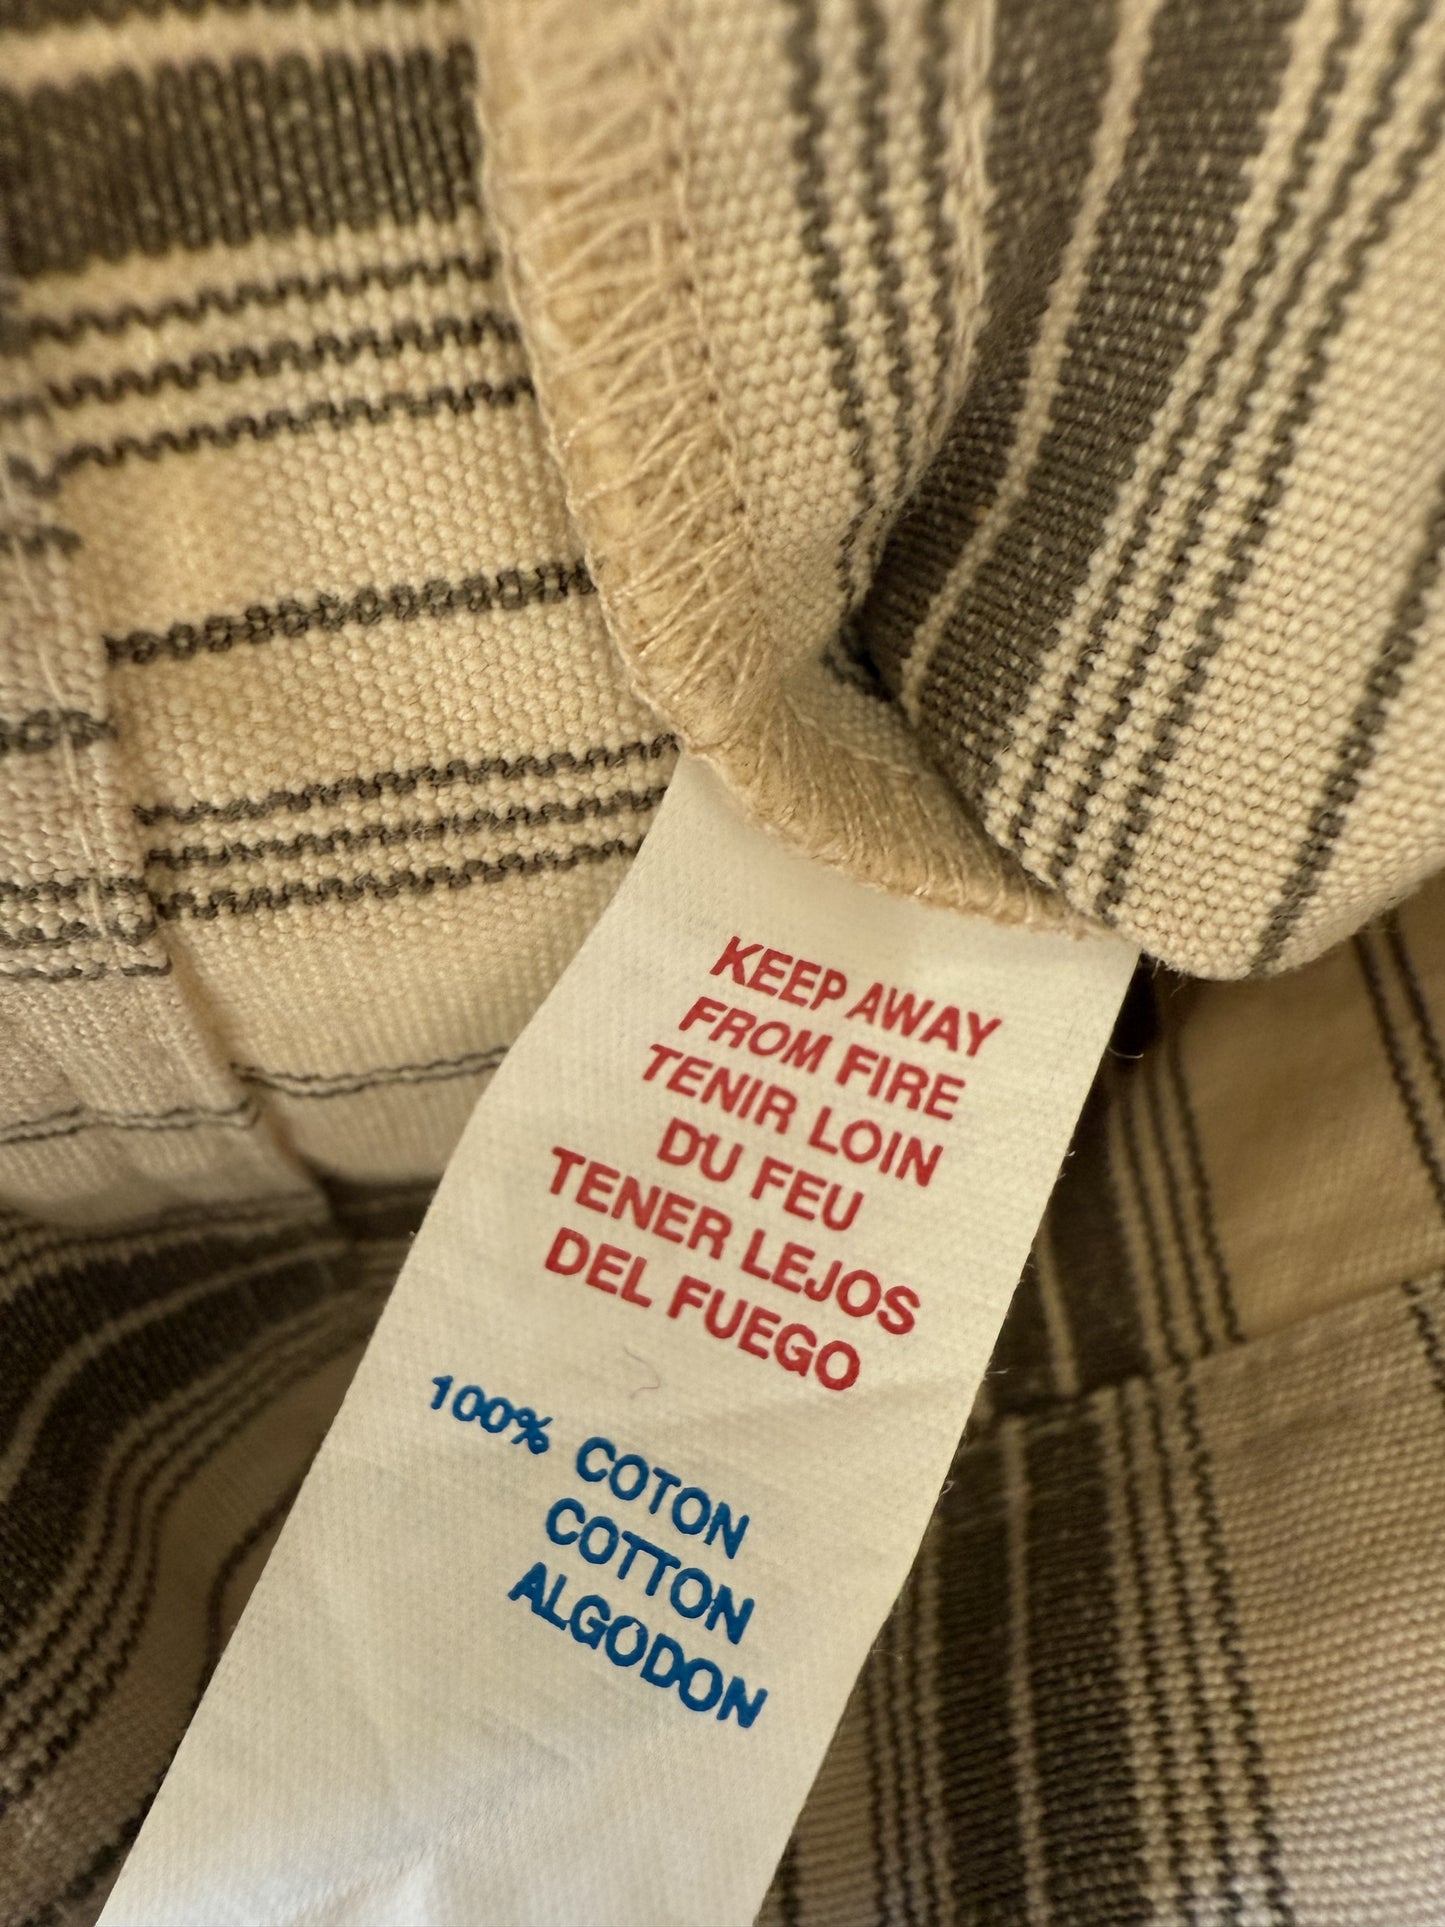 KEEP AWAY
FROM FIRE
TENIR LOIN
DU FEU
TENER LEJOS
DEL FUEGO
100% COTON
COTTON
ALGODON